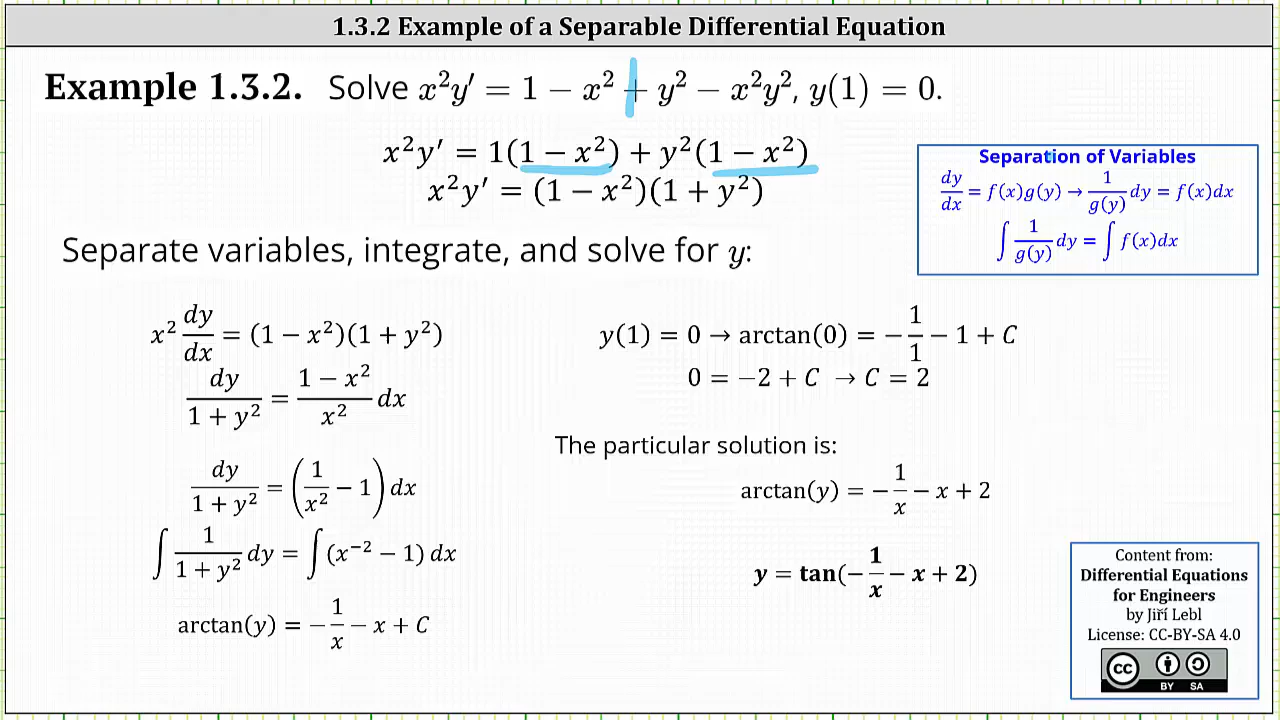 1.3.2 Example of a Separable Differential Equation
Example 1.3.2. Solve x²y′ = 1 − x² + y² − x²y², y(1) = 0.
x²y′ = 1(1 − x²) + y²(1 − x²)
x²y′ = (1 − x²)(1 + y²)
Separation of Variables
dy/dx = f(x)g(y) → 1/g(y) dy = f(x)dx
∫ 1/g(y) dy = ∫ f(x)dx
Separate variables, integrate, and solve for y:
x² dy/dx = (1 − x²)(1 + y²)
dy/(1 + y²) = (1 − x²)/x² dx
dy/(1 + y²) = (1/x² − 1) dx
∫ 1/(1 + y²) dy = ∫ (x⁻² − 1) dx
arctan(y) = −1/x − x + C
y(1) = 0 → arctan(0) = −1/1 − 1 + C
0 = −2 + C → C = 2
The particular solution is:
arctan(y) = −1/x − x + 2
y = tan(−1/x − x + 2)
Content from:
Differential Equations
for Engineers
by Jiří Lebl
License: CC-BY-SA 4.0
CC BY SA